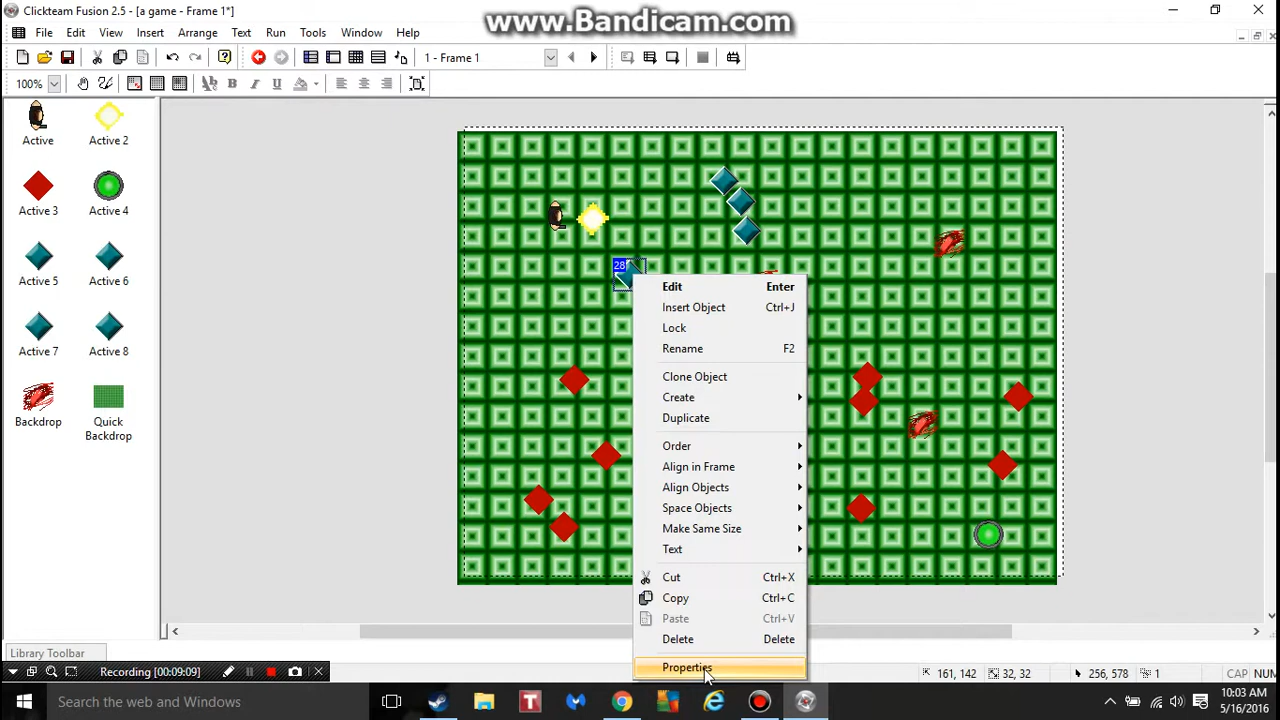 Clickteam Fusion 2.5 - [a game - Frame 1*]
www.Bandicam.com
File Edit View Insert Arrange Text Run Tools Window Help
1 - Frame 1
100%
B I U
Active Active 2
Active 3 Active 4
Active 5 Active 6
Active 7 Active 8
Backdrop Quick Backdrop
28
Edit Enter
Insert Object Ctrl+J
Lock
Rename F2
Clone Object
Create
Duplicate
Order
Align in Frame
Align Objects
Space Objects
Make Same Size
Text
Cut Ctrl+X
Copy Ctrl+C
Paste Ctrl+V
Delete Delete
Properties
Library Toolbar
Recording [00:09:09]
161, 142 32, 32 256, 578 1 CAP NUM
Search the web and Windows
10:03 AM
5/16/2016